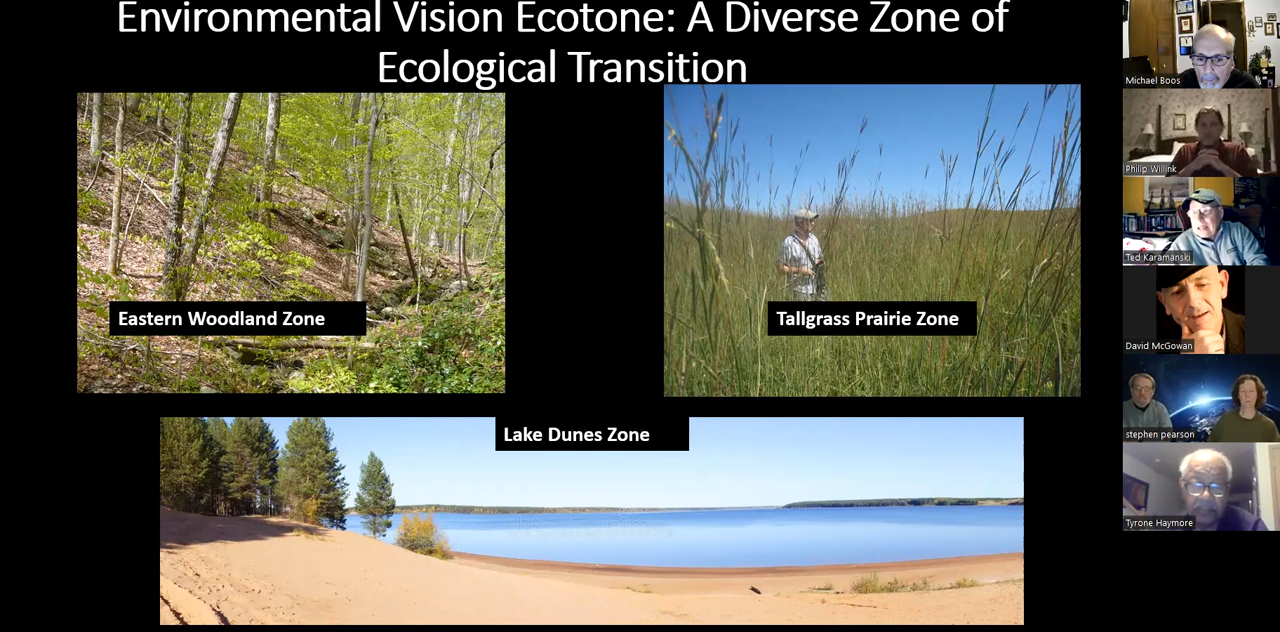 Environmental Vision Ecotone: A Diverse Zone of
Ecological Transition
Eastern Woodland Zone
Tallgrass Prairie Zone
Lake Dunes Zone
Michael Boos
Philip Willink
Ted Karamanski
David McGowan
stephen pearson
Tyrone Haymore